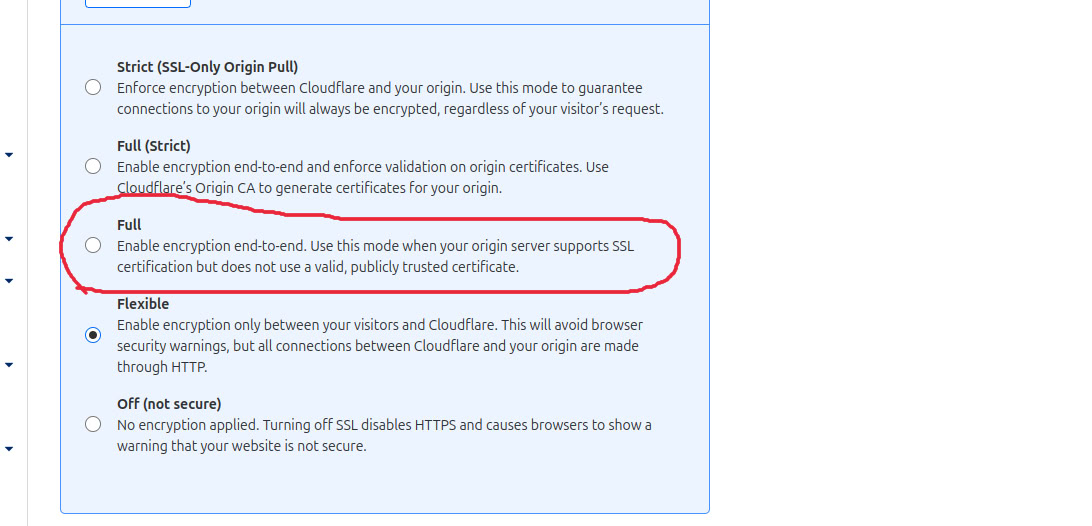 Strict (SSL-Only Origin Pull)
Enforce encryption between Cloudflare and your origin. Use this mode to guarantee
connections to your origin will always be encrypted, regardless of your visitor's request.
Full (Strict)
Enable encryption end-to-end and enforce validation on origin certificates. Use
Cloudflare's Origin CA to generate certificates for your origin.
Full
Enable encryption end-to-end. Use this mode when your origin server supports SSL
certification but does not use a valid, publicly trusted certificate.
Flexible
Enable encryption only between your visitors and Cloudflare. This will avoid browser
security warnings, but all connections between Cloudflare and your origin are made
through HTTP.
Off (not secure)
No encryption applied. Turning off SSL disables HTTPS and causes browsers to show a
warning that your website is not secure.